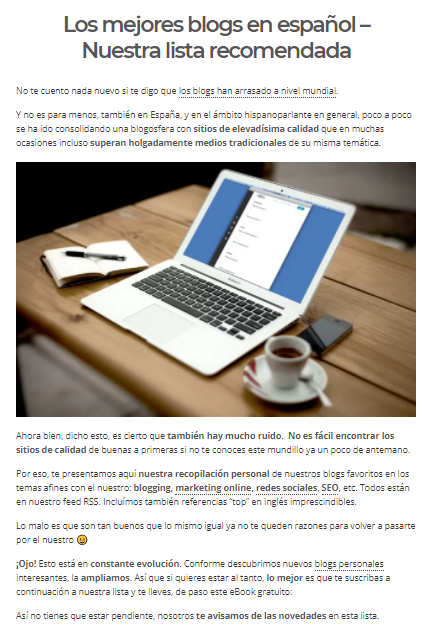 Los mejores blogs en español –
Nuestra lista recomendada
No te cuento nada nuevo si te digo que los blogs han arrasado a nivel mundial.
Y no es para menos, también en España, y en el ámbito hispanoparlante en general, poco a poco
se ha ido consolidando una blogosfera con sitios de elevadísima calidad que en muchas
ocasiones incluso superan holgadamente medios tradicionales de su misma temática.
Ahora bien, dicho esto, es cierto que también hay mucho ruido. No es fácil encontrar los
sitios de calidad de buenas a primeras si no te conoces este mundillo ya un poco de antemano.
Por eso, te presentamos aquí nuestra recopilación personal de nuestros blogs favoritos en los
temas afines con el nuestro: blogging, marketing online, redes sociales, SEO, etc. Todos están
en nuestro feed RSS. Incluímos también referencias “top” en inglés imprescindibles.
Lo malo es que son tan buenos que lo mismo igual ya no te queden razones para volver a pasarte
por el nuestro 😀
¡Ojo! Esto está en constante evolución. Conforme descubrimos nuevos blogs personales
interesantes, la ampliamos. Así que si quieres estar al tanto, lo mejor es que te suscribas a
continuación a nuestra lista y te lleves, de paso este eBook gratuito:
Así no tienes que estar pendiente, nosotros te avisamos de las novedades en esta lista.